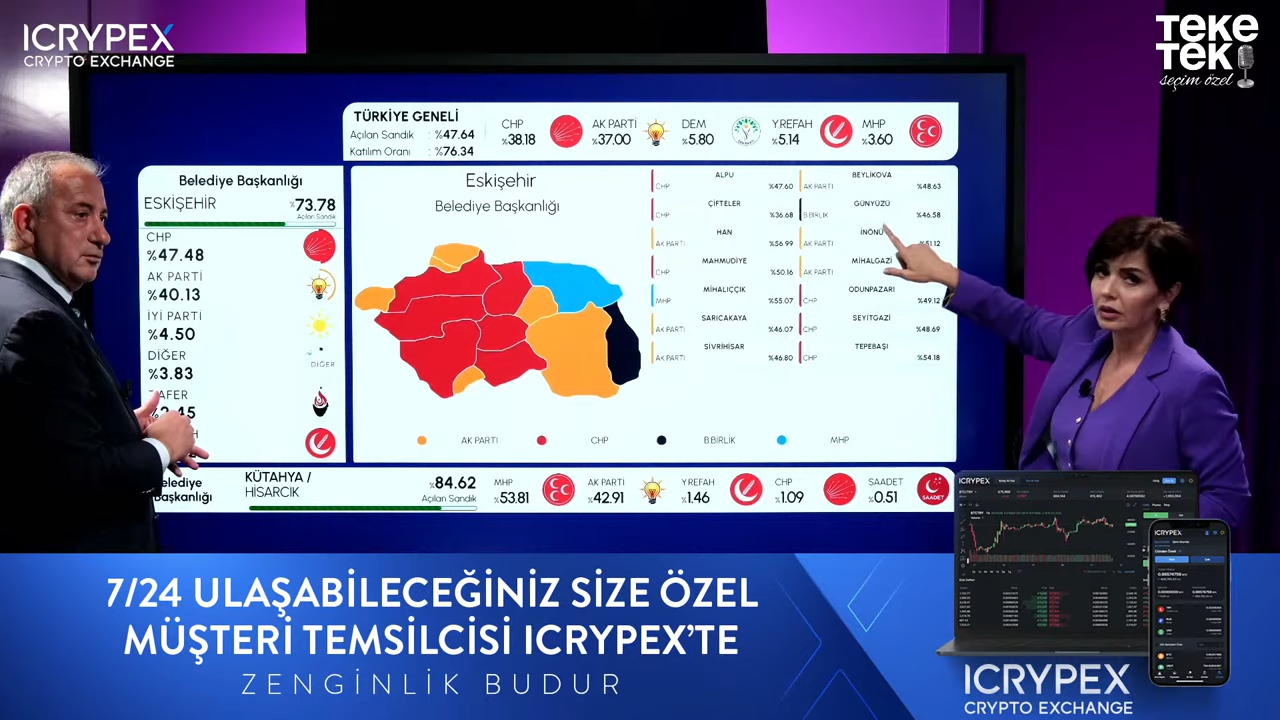 ICRYPEX
CRYPTO EXCHANGE
TEKE
TEK
seçim özel
TÜRKİYE GENELİ
Açılan Sandık : %47.64
Katılım Oranı : %76.34
CHP %38.18
AK PARTİ %37.00
DEM %5.80
Y.REFAH %5.14
MHP %3.60
Belediye Başkanlığı
ESKİŞEHİR %73.78
Açılan Sandık
CHP
%47.48
AK PARTİ
%40.13
İYİ PARTİ
%4.50
DİĞER
%3.83
DİĞER
Eskişehir
Belediye Başkanlığı
ALPU
CHP %47.60
ÇİFTELER
CHP %36.68
HAN
AK PARTİ %56.99
MAHMUDİYE
CHP %50.16
MİHALIÇÇIK
MHP %55.07
SARICAKAYA
AK PARTİ %46.07
SİVRİHİSAR
AK PARTİ %46.80
BEYLİKOVA
AK PARTİ %48.63
GÜNYÜZÜ
B.BİRLİK %46.58
İNÖNÜ
AK PARTİ %51.12
MİHALGAZİ
AK PARTİ
ODUNPAZARI
CHP %49.12
SEYİTGAZİ
CHP %48.69
TEPEBAŞI
CHP %54.18
AK PARTİ
CHP
B.BİRLİK
MHP
Belediye
Başkanlığı
KÜTAHYA /
HİSARCIK
%84.62
Açılan Sandık
MHP %53.81
AK PARTİ %42.91
Y.REFAH %1.46
CHP %1.09
SAADET %0.51
SAADET
7/24 ULAŞABİLECEĞİNİZ SİZE ÖZEL
MÜŞTERİ TEMSİLCİSİ ICRYPEX'TE
ZENGİNLİK BUDUR
ICRYPEX
ICRYPEX
ICRYPEX
CRYPTO EXCHANGE